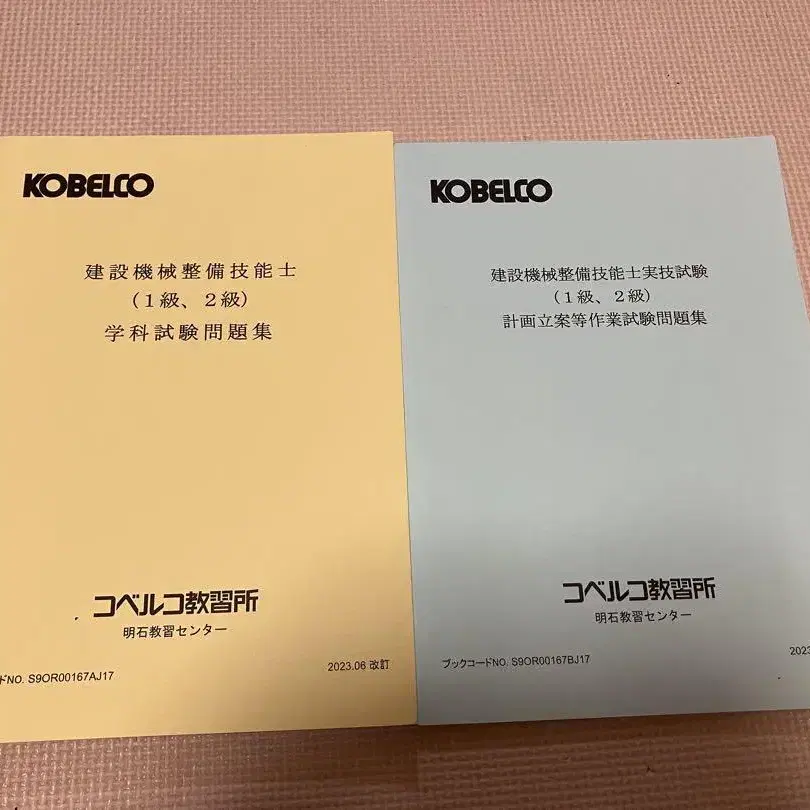 KOBELCO
建設機械整備技能士
（１級、２級）
学科試験問題集
コベルコ教習所
明石教習センター
ドNO. S9OR00167AJ17
2023.06 改訂
KOBELCO
建設機械整備技能士実技試験
（１級、２級）
計画立案等作業試験問題集
コベルコ教習所
明石教習センター
ブックコードNO. S9OR00167BJ17
2023